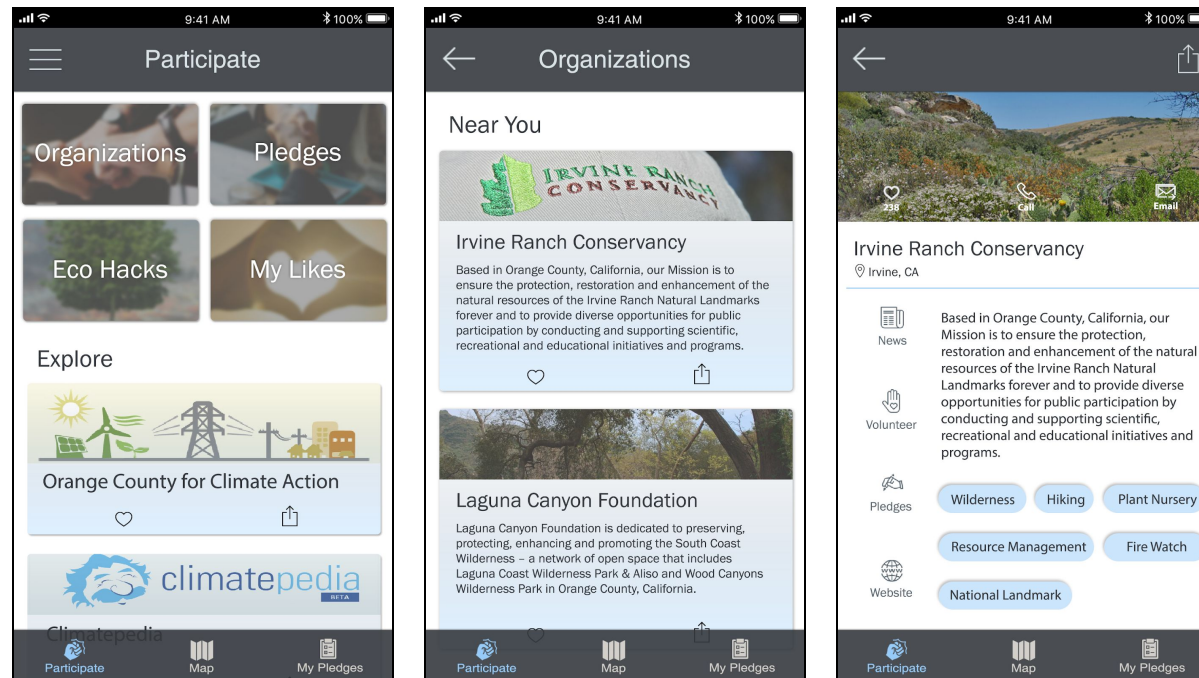 9:41 AM
100%
Participate
Organizations
Pledges
Eco Hacks
My Likes
Explore
Orange County for Climate Action
climatepedia
BETA
Climatepedia
Participate
Map
My Pledges
9:41 AM
100%
Organizations
Near You
IRVINE RANCH
CONSERVANCY
Irvine Ranch Conservancy
Based in Orange County, California, our Mission is to
ensure the protection, restoration and enhancement of the
natural resources of the Irvine Ranch Natural Landmarks
forever and to provide diverse opportunities for public
participation by conducting and supporting scientific,
recreational and educational initiatives and programs.
Laguna Canyon Foundation
Laguna Canyon Foundation is dedicated to preserving,
protecting, enhancing and promoting the South Coast
Wilderness – a network of open space that includes
Laguna Coast Wilderness Park & Aliso and Wood Canyons
Wilderness Park in Orange County, California.
Participate
Map
My Pledges
9:41 AM
100%
238
Call
Email
Irvine Ranch Conservancy
Irvine, CA
News
Volunteer
Pledges
Website
Based in Orange County, California, our
Mission is to ensure the protection,
restoration and enhancement of the natural
resources of the Irvine Ranch Natural
Landmarks forever and to provide diverse
opportunities for public participation by
conducting and supporting scientific,
recreational and educational initiatives and
programs.
Wilderness
Hiking
Plant Nursery
Resource Management
Fire Watch
National Landmark
Participate
Map
My Pledges